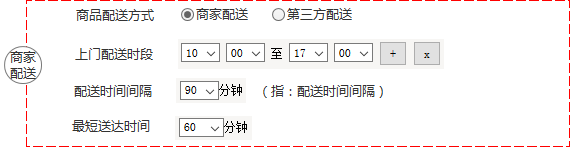 商品配送方式 商家配送 第三方配送
商家
配送
上门配送时段 10 00 至 17 00 + x
配送时间间隔 90 分钟 （指：配送时间间隔）
最短送达时间 60 分钟